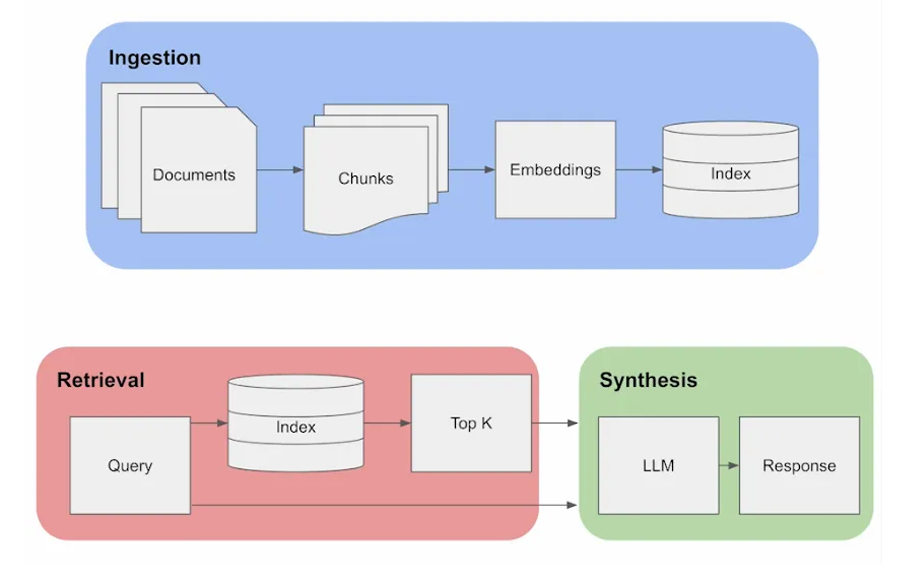 Ingestion
Documents
Chunks
Embeddings
Index
Retrieval
Query
Index
Top K
Synthesis
LLM
Response